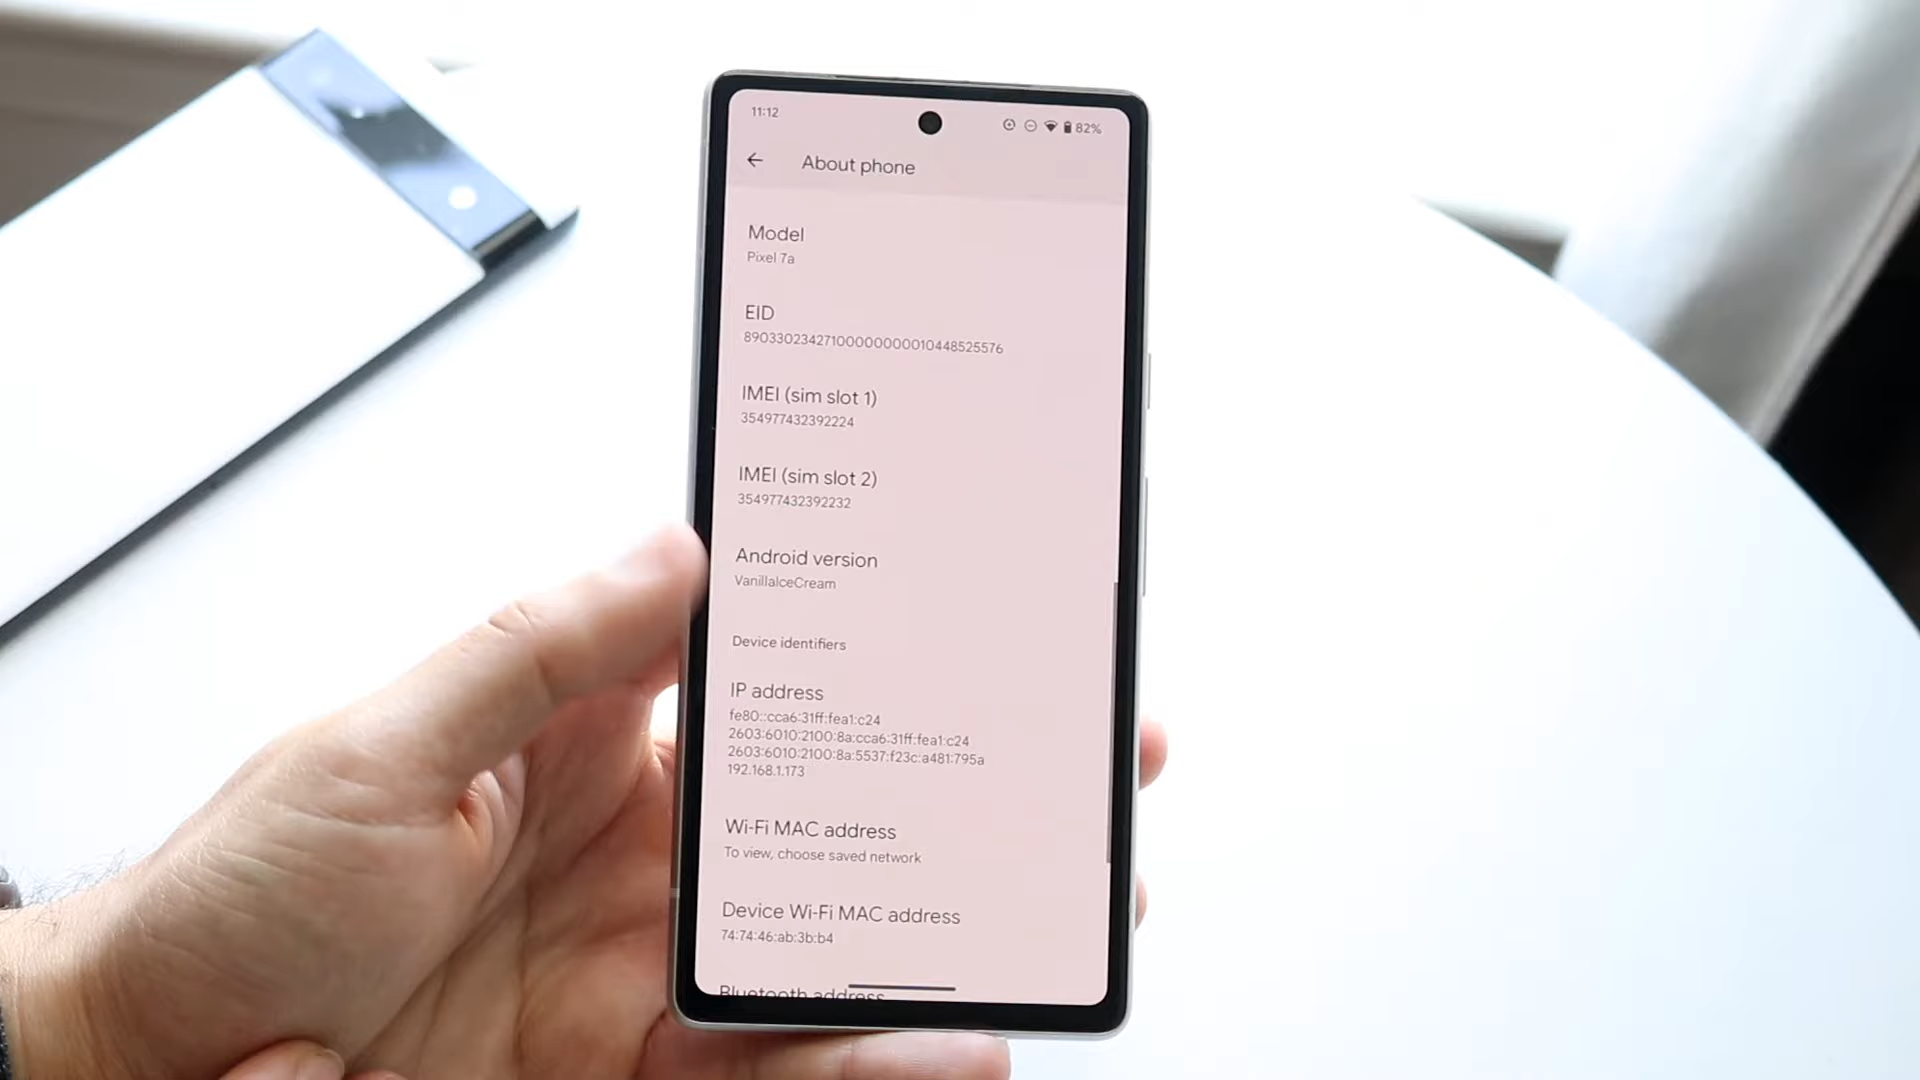 11:12
82%
About phone
Model
Pixel 7a
EID
89033023427100000000010448525576
IMEI (sim slot 1)
354977432392224
IMEI (sim slot 2)
354977432392232
Android version
VanillaIceCream
Device identifiers
IP address
fe80::cca6:31ff:fea1:c24
2603:6010:2100:8a:cca6:31ff:fea1:c24
2603:6010:2100:8a:5537:f23c:a481:795a
192.168.1.173
Wi-Fi MAC address
To view, choose saved network
Device Wi-Fi MAC address
74:74:46:ab:3b:b4
Bluetooth address